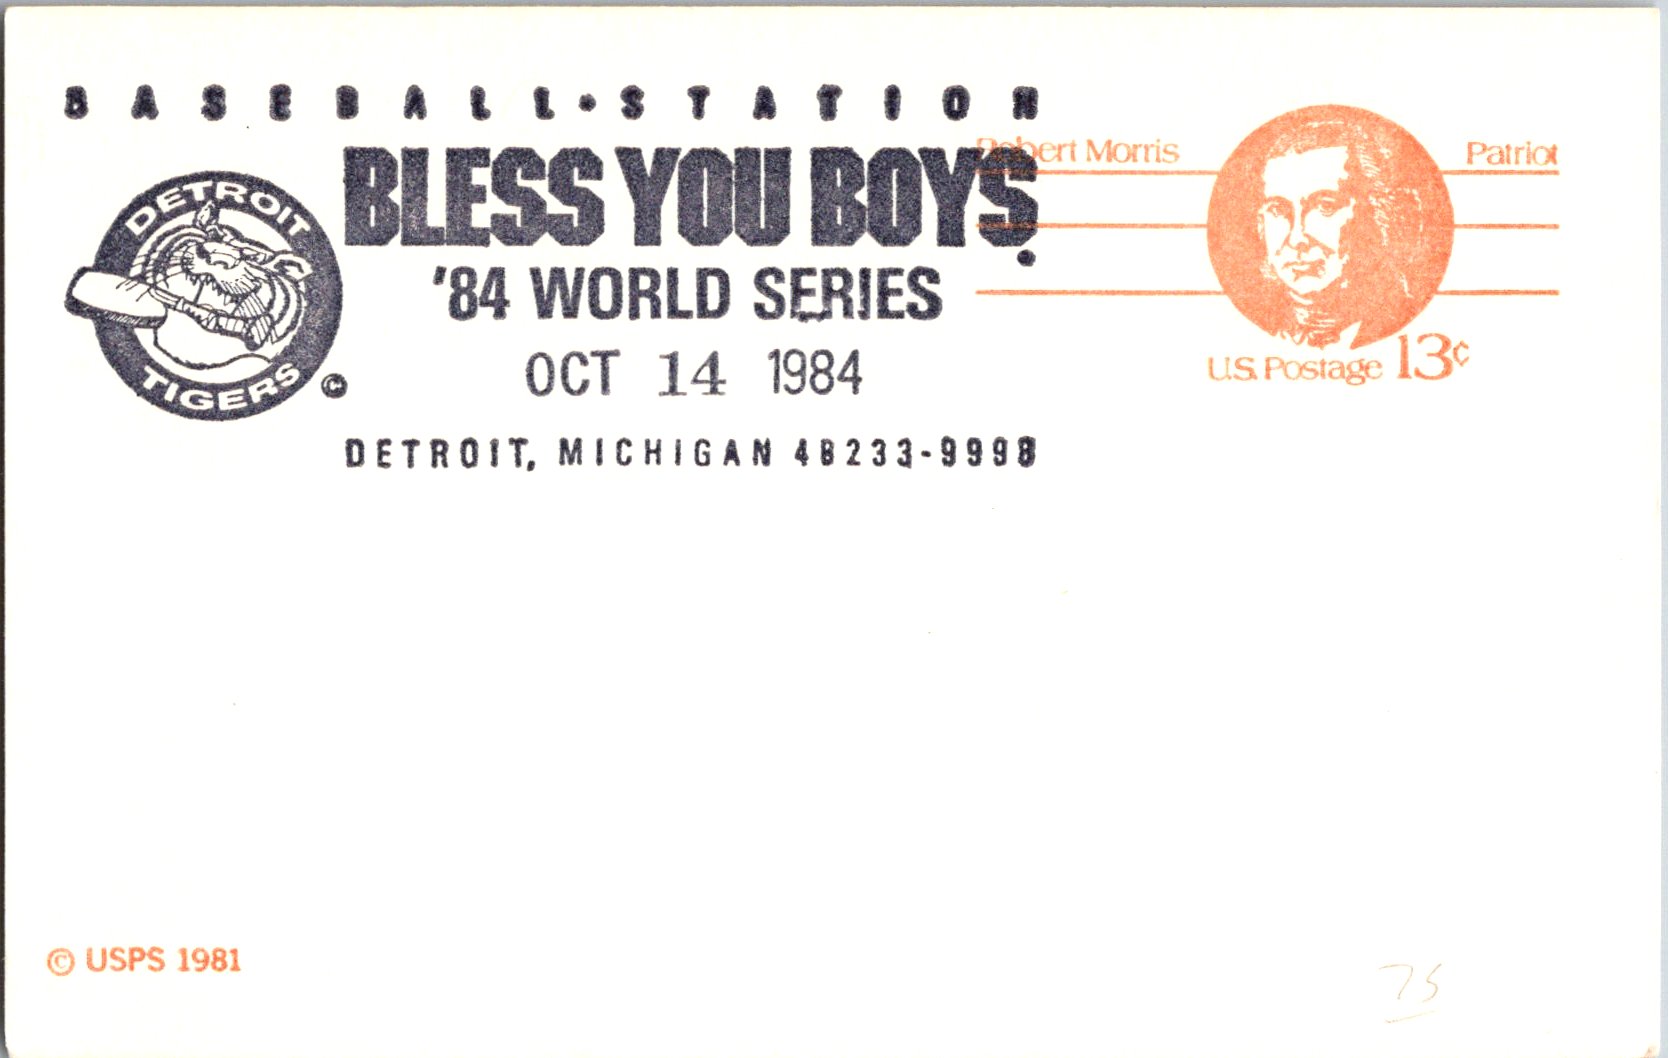 BASEBALL•STATION
BLESS YOU BOYS.
'84 WORLD SERIES
OCT 14 1984
DETROIT, MICHIGAN 48233-9998
DETROIT
TIGERS ©
Robert Morris
Patriot
U.S. Postage 13¢
© USPS 1981
75